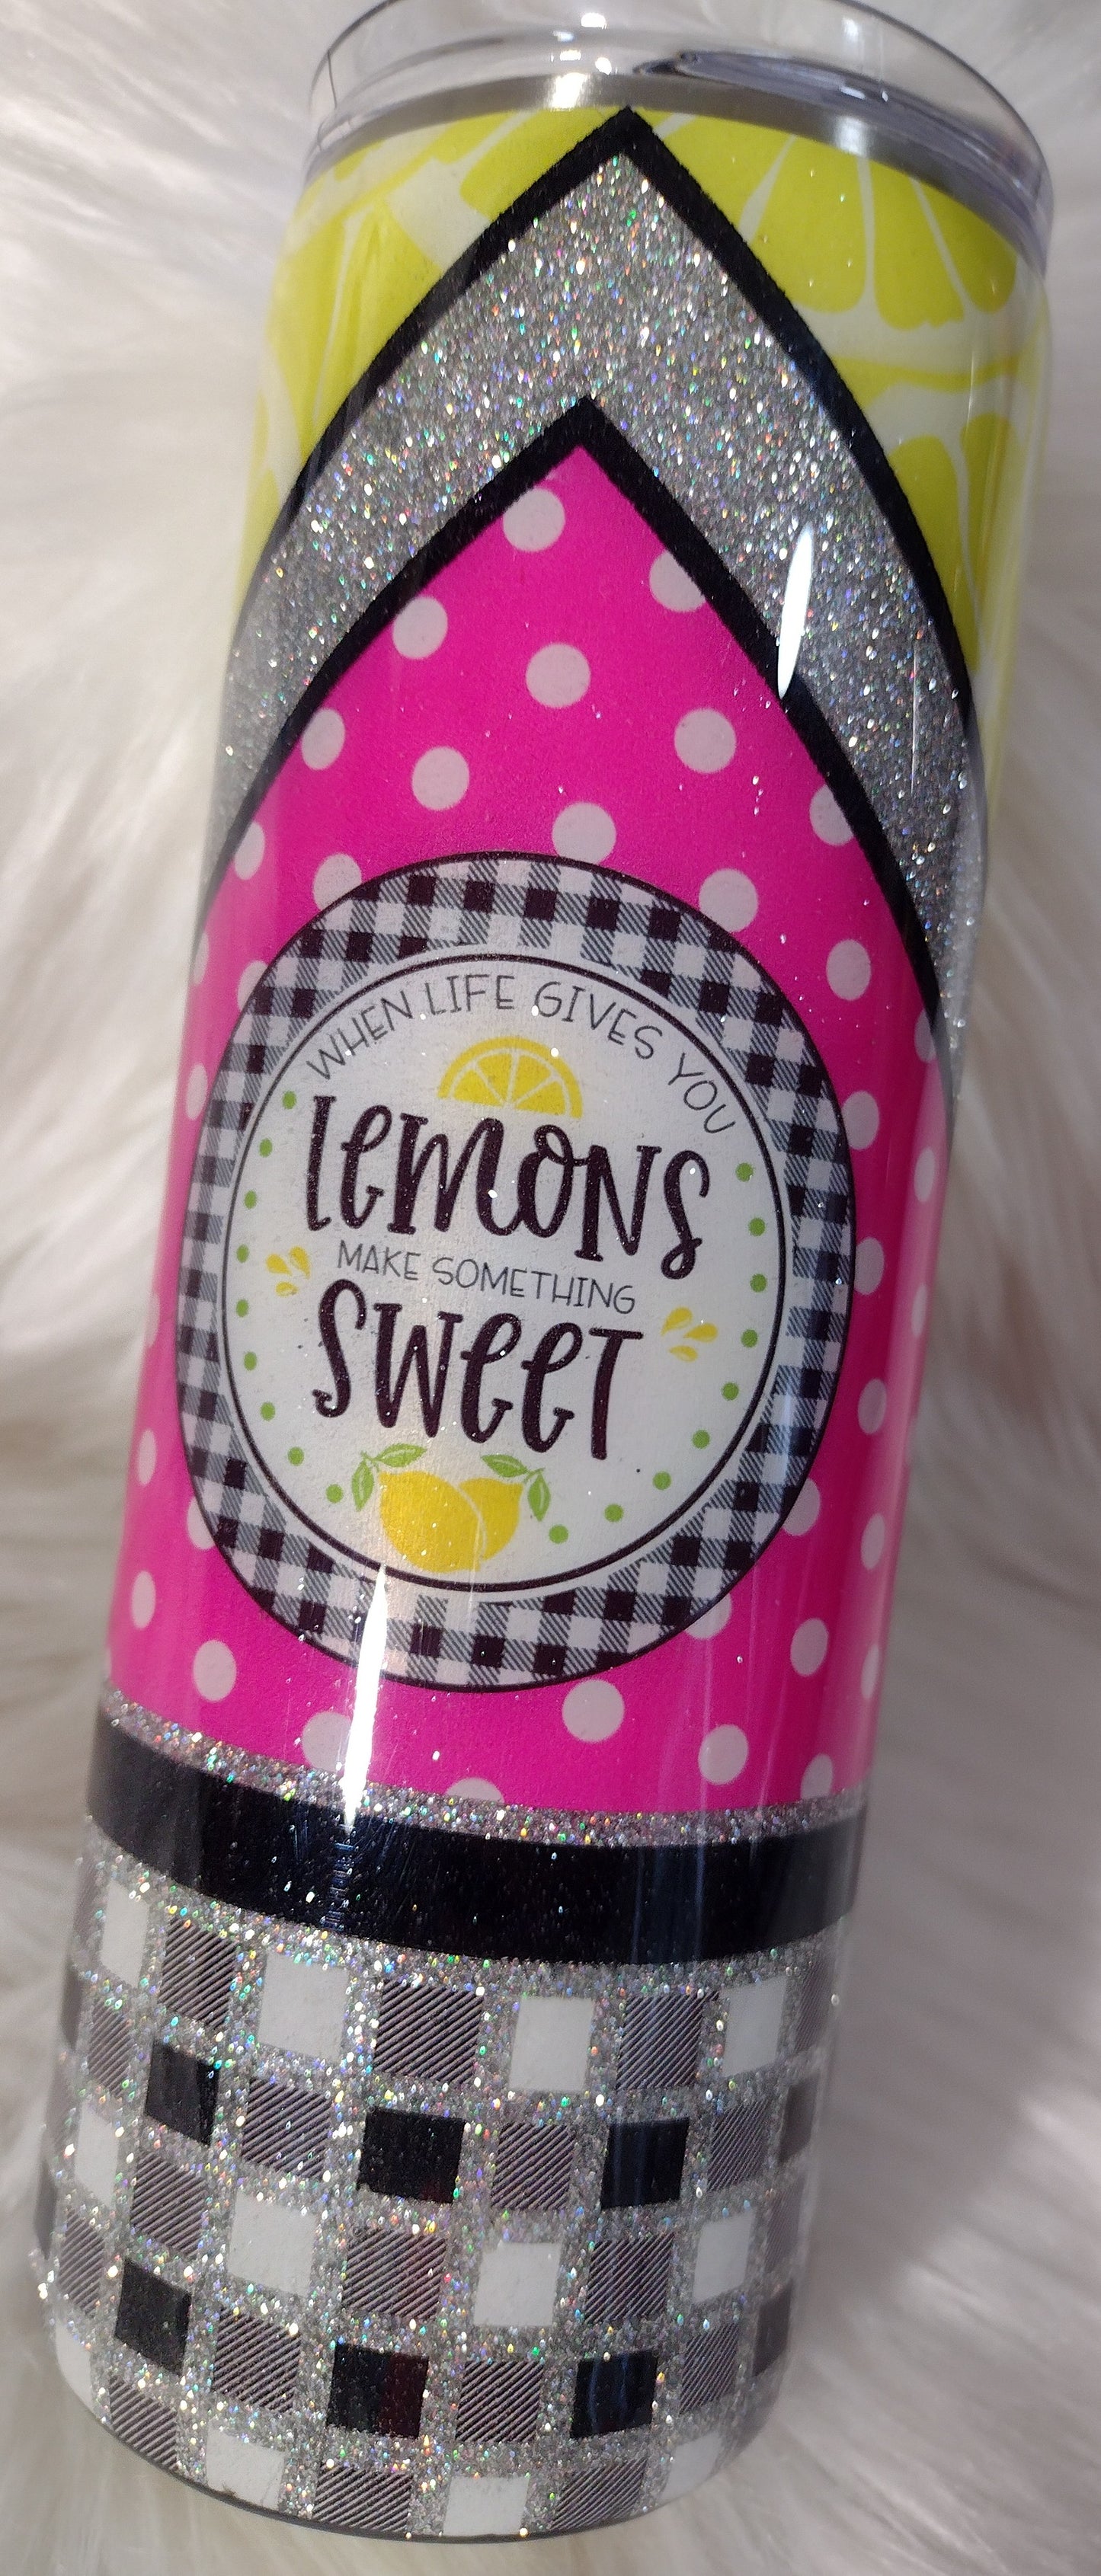 WHEN LIFE GIVES YOU
LEMONS
MAKE SOMETHING
SWEET